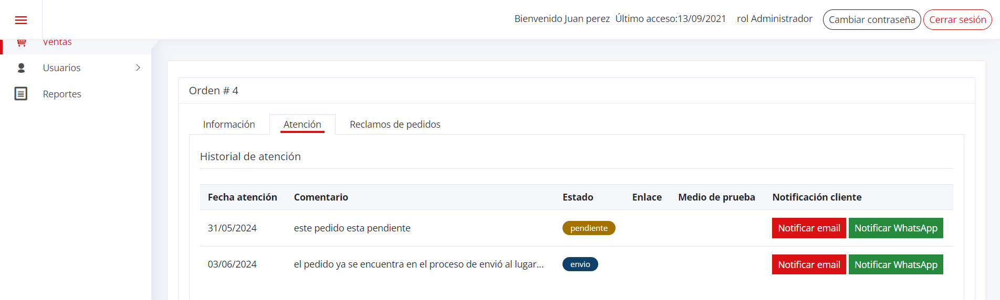 Bienvenido Juan perez Último acceso:13/09/2021 rol Administrador Cambiar contraseña Cerrar sesión
Ventas
Usuarios
Reportes
Orden # 4
Información Atención Reclamos de pedidos
Historial de atención
Fecha atención Comentario Estado Enlace Medio de prueba Notificación cliente
31/05/2024 este pedido esta pendiente pendiente Notificar email Notificar WhatsApp
03/06/2024 el pedido ya se encuentra en el proceso de envió al lugar... envio Notificar email Notificar WhatsApp